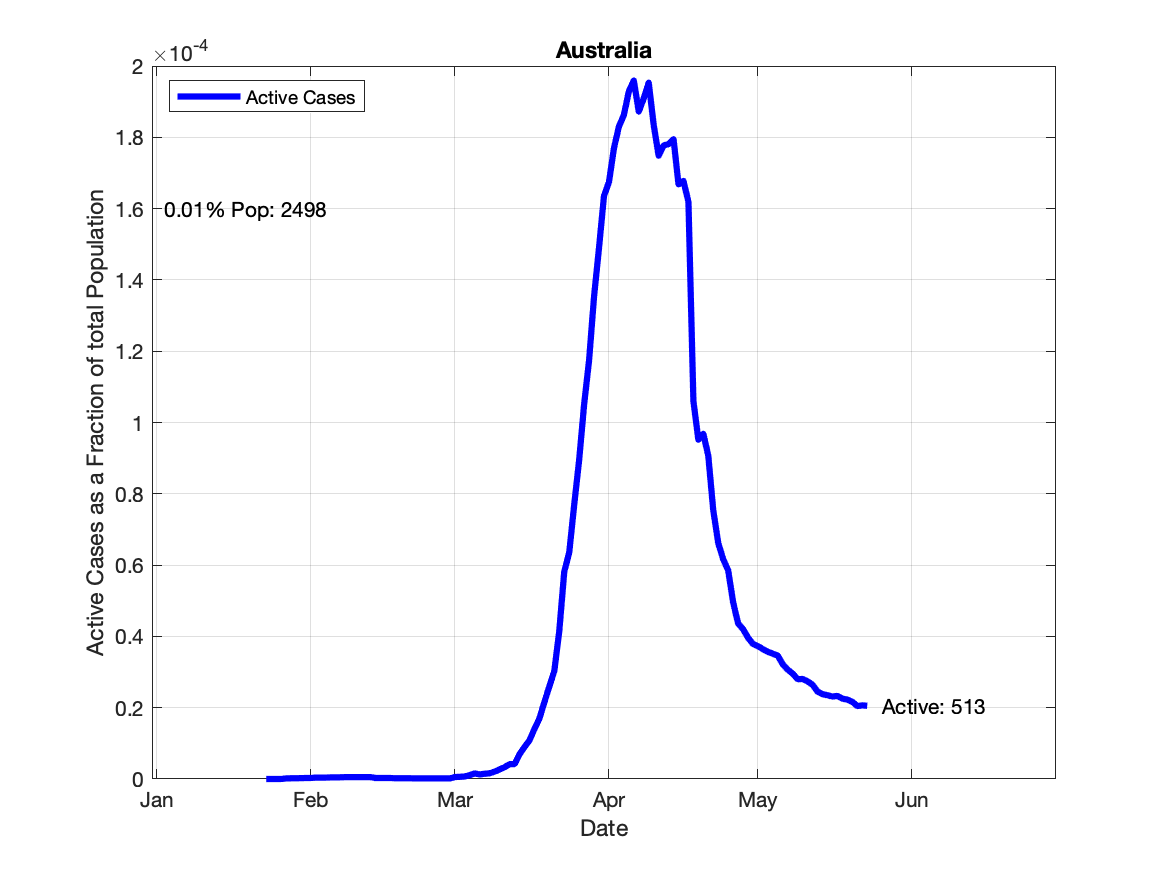 Australia
×10-4
2
1.8
1.6
1.4
1.2
1
0.8
0.6
0.4
0.2
0
Active Cases as a Fraction of total Population
Active Cases
0.01% Pop: 2498
Active: 513
Jan Feb Mar Apr May Jun
Date